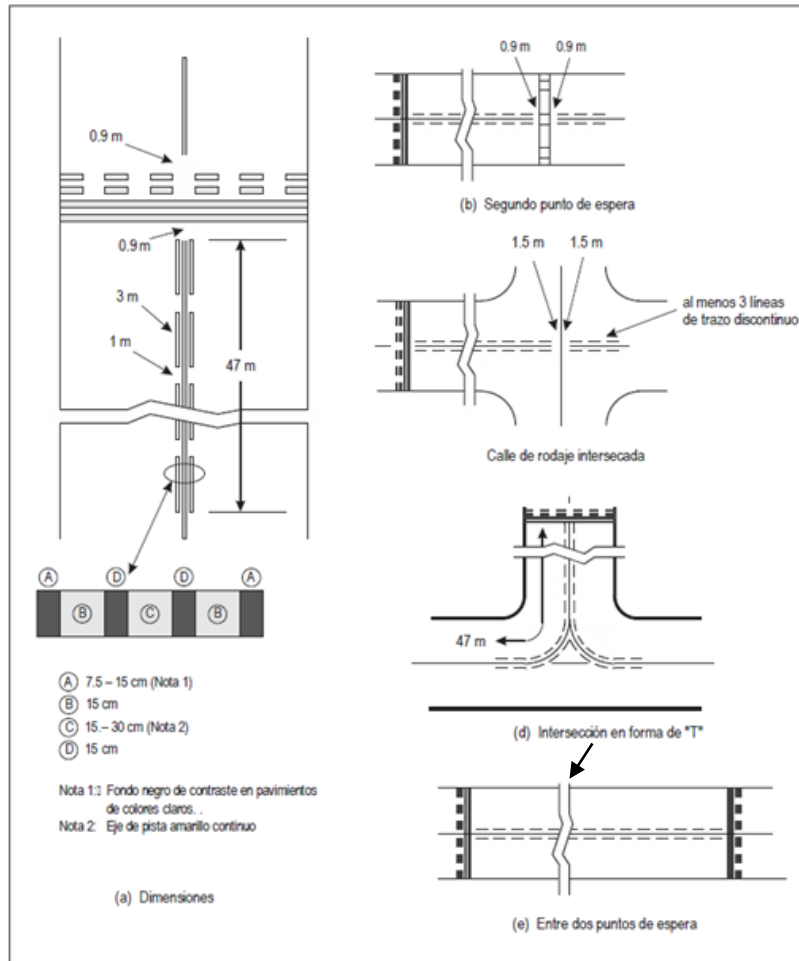 0.9 m
0.9 m
3 m
1 m
47 m
A D D A
B C B
A 7.5 – 15 cm (Nota 1)
B 15 cm
C 15.– 30 cm (Nota 2)
D 15 cm
Nota 1:: Fondo negro de contraste en pavimientos
de colores claros. .
Nota 2: Eje de pista amarillo continuo
(a) Dimensiones
0.9 m 0.9 m
(b) Segundo punto de espera
1.5 m 1.5 m
al menos 3 líneas
de trazo discontinuo
Calle de rodaje intersecada
47 m
(d) Intersección en forma de "T"
(e) Entre dos puntos de espera